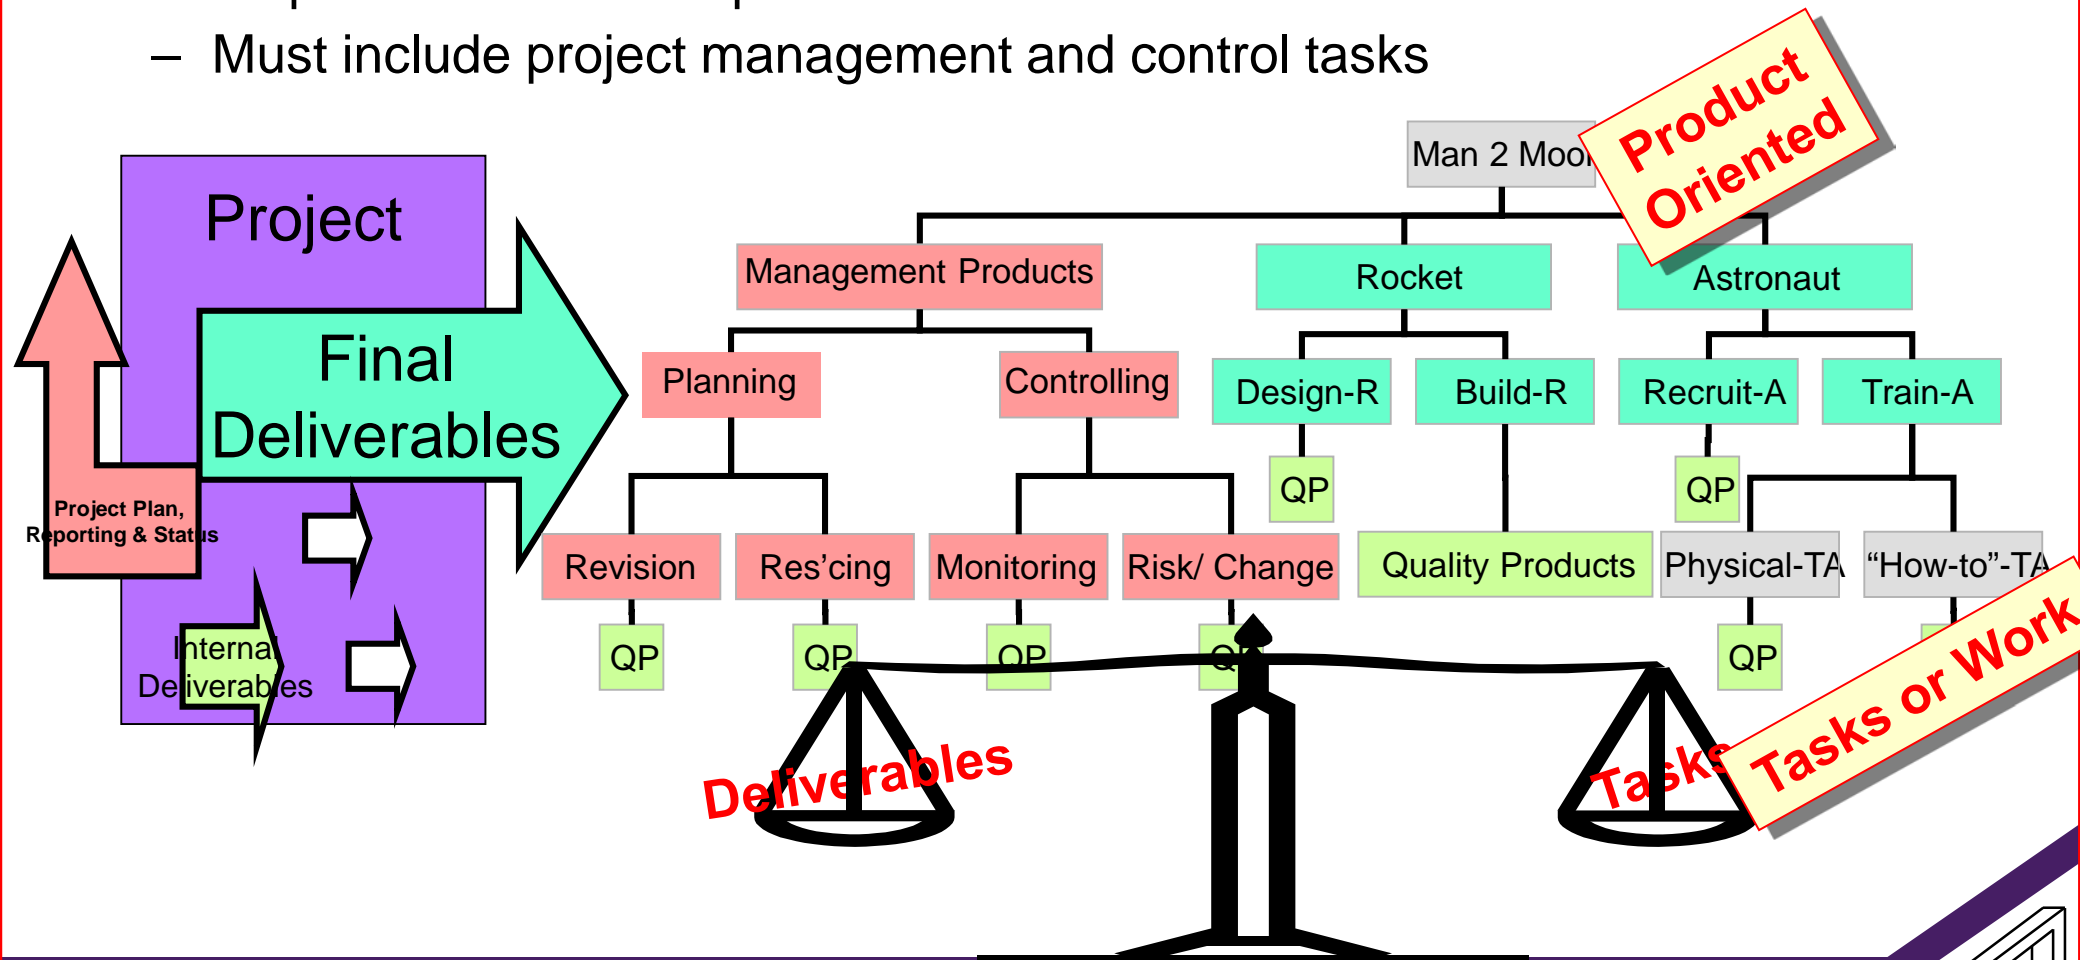 – Must include project management and control tasks
Product
Oriented
Man 2 Moo
Project
Management Products
Rocket
Astronaut
Final
Deliverables
Planning
Controlling
Design-R
Build-R
Recruit-A
Train-A
QP
QP
Project Plan,
Reporting & Status
Revision
Res’cing
Monitoring
Risk/ Change
Quality Products
Physical-TA
“How-to”-TA
Internal
Deliverables
QP
QP
QP
QP
QP
Tasks or Work
Deliverables
Tasks